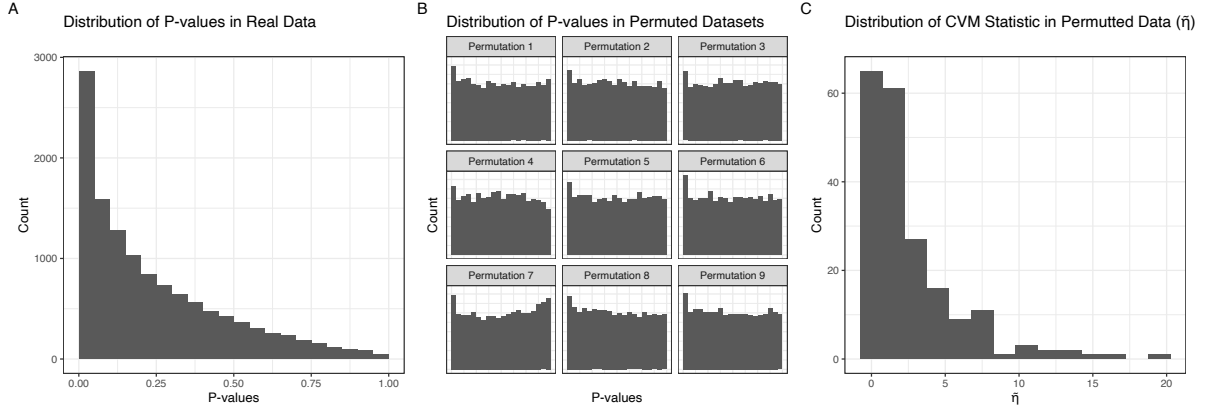 A
Distribution of P-values in Real Data
3000
2000
1000
0
Count
0.00 0.25 0.50 0.75 1.00
P-values
B
Distribution of P-values in Permuted Datasets
Permutation 1 Permutation 2 Permutation 3
Permutation 4 Permutation 5 Permutation 6
Permutation 7 Permutation 8 Permutation 9
Count
P-values
C
Distribution of CVM Statistic in Permutted Data (η̃)
60
40
20
0
Count
0 5 10 15 20
η̃